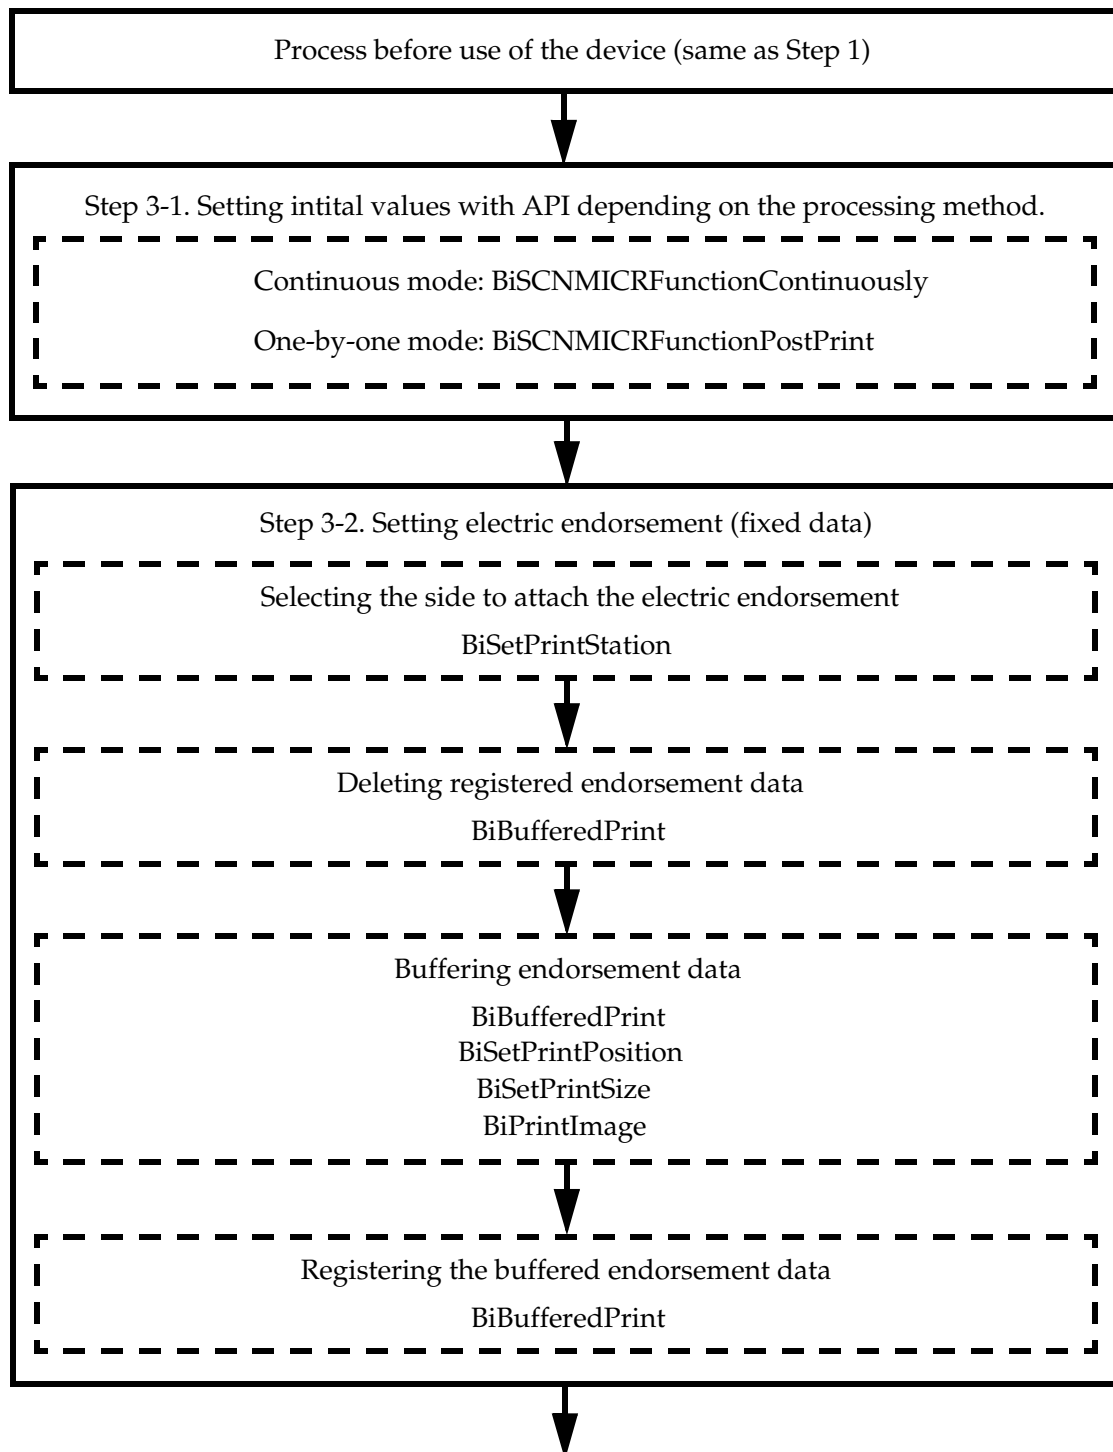 Process before use of the device (same as Step 1)
Step 3-1. Setting intital values with API depending on the processing method.
Continuous mode: BiSCNMICRFunctionContinuously
One-by-one mode: BiSCNMICRFunctionPostPrint
Step 3-2. Setting electric endorsement (fixed data)
Selecting the side to attach the electric endorsement
BiSetPrintStation
Deleting registered endorsement data
BiBufferedPrint
Buffering endorsement data
BiBufferedPrint
BiSetPrintPosition
BiSetPrintSize
BiPrintImage
Registering the buffered endorsement data
BiBufferedPrint